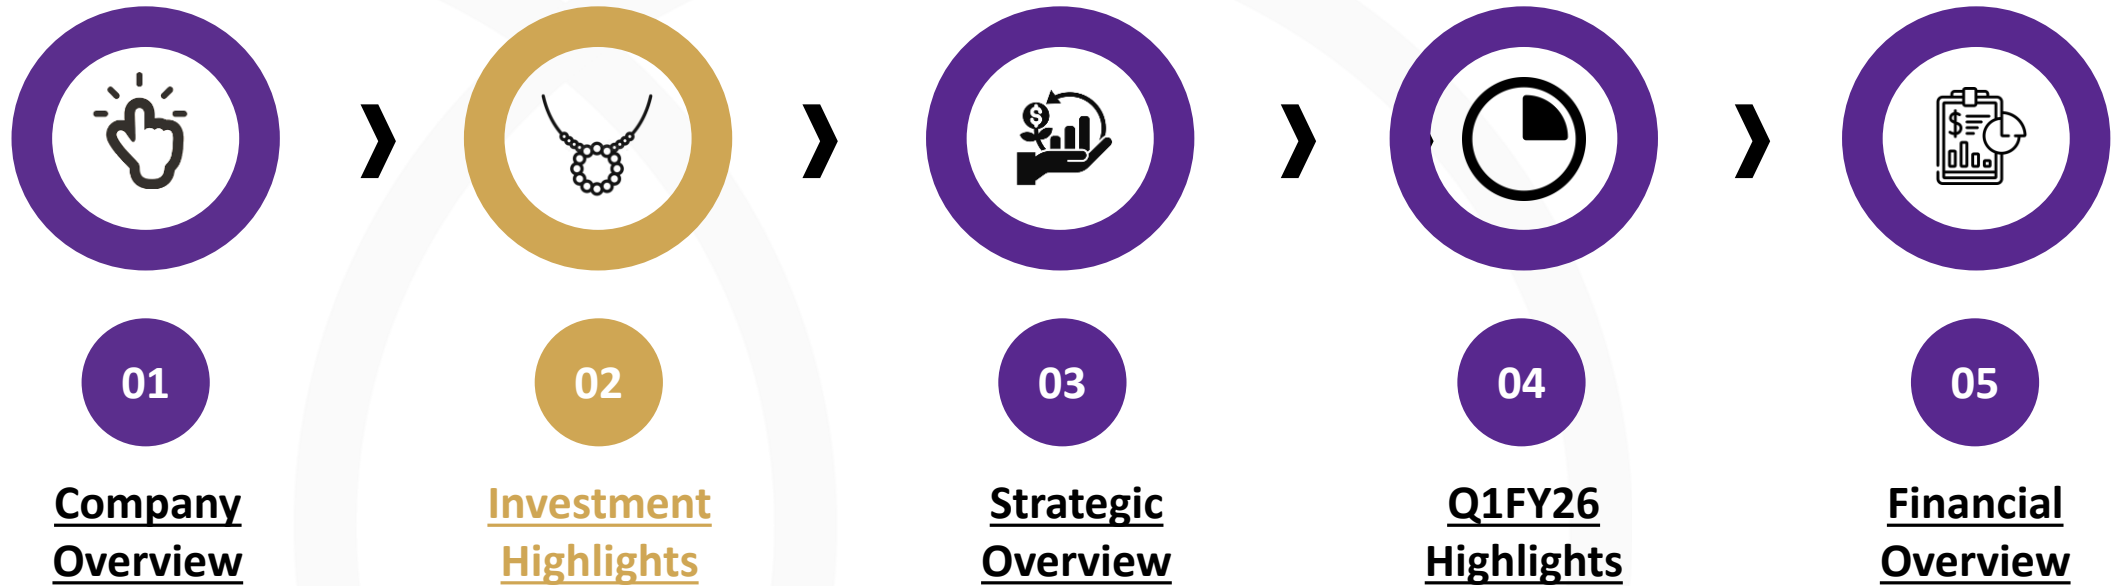 01
Company
Overview
02
Investment
Highlights
03
Strategic
Overview
04
Q1FY26
Highlights
05
Financial
Overview